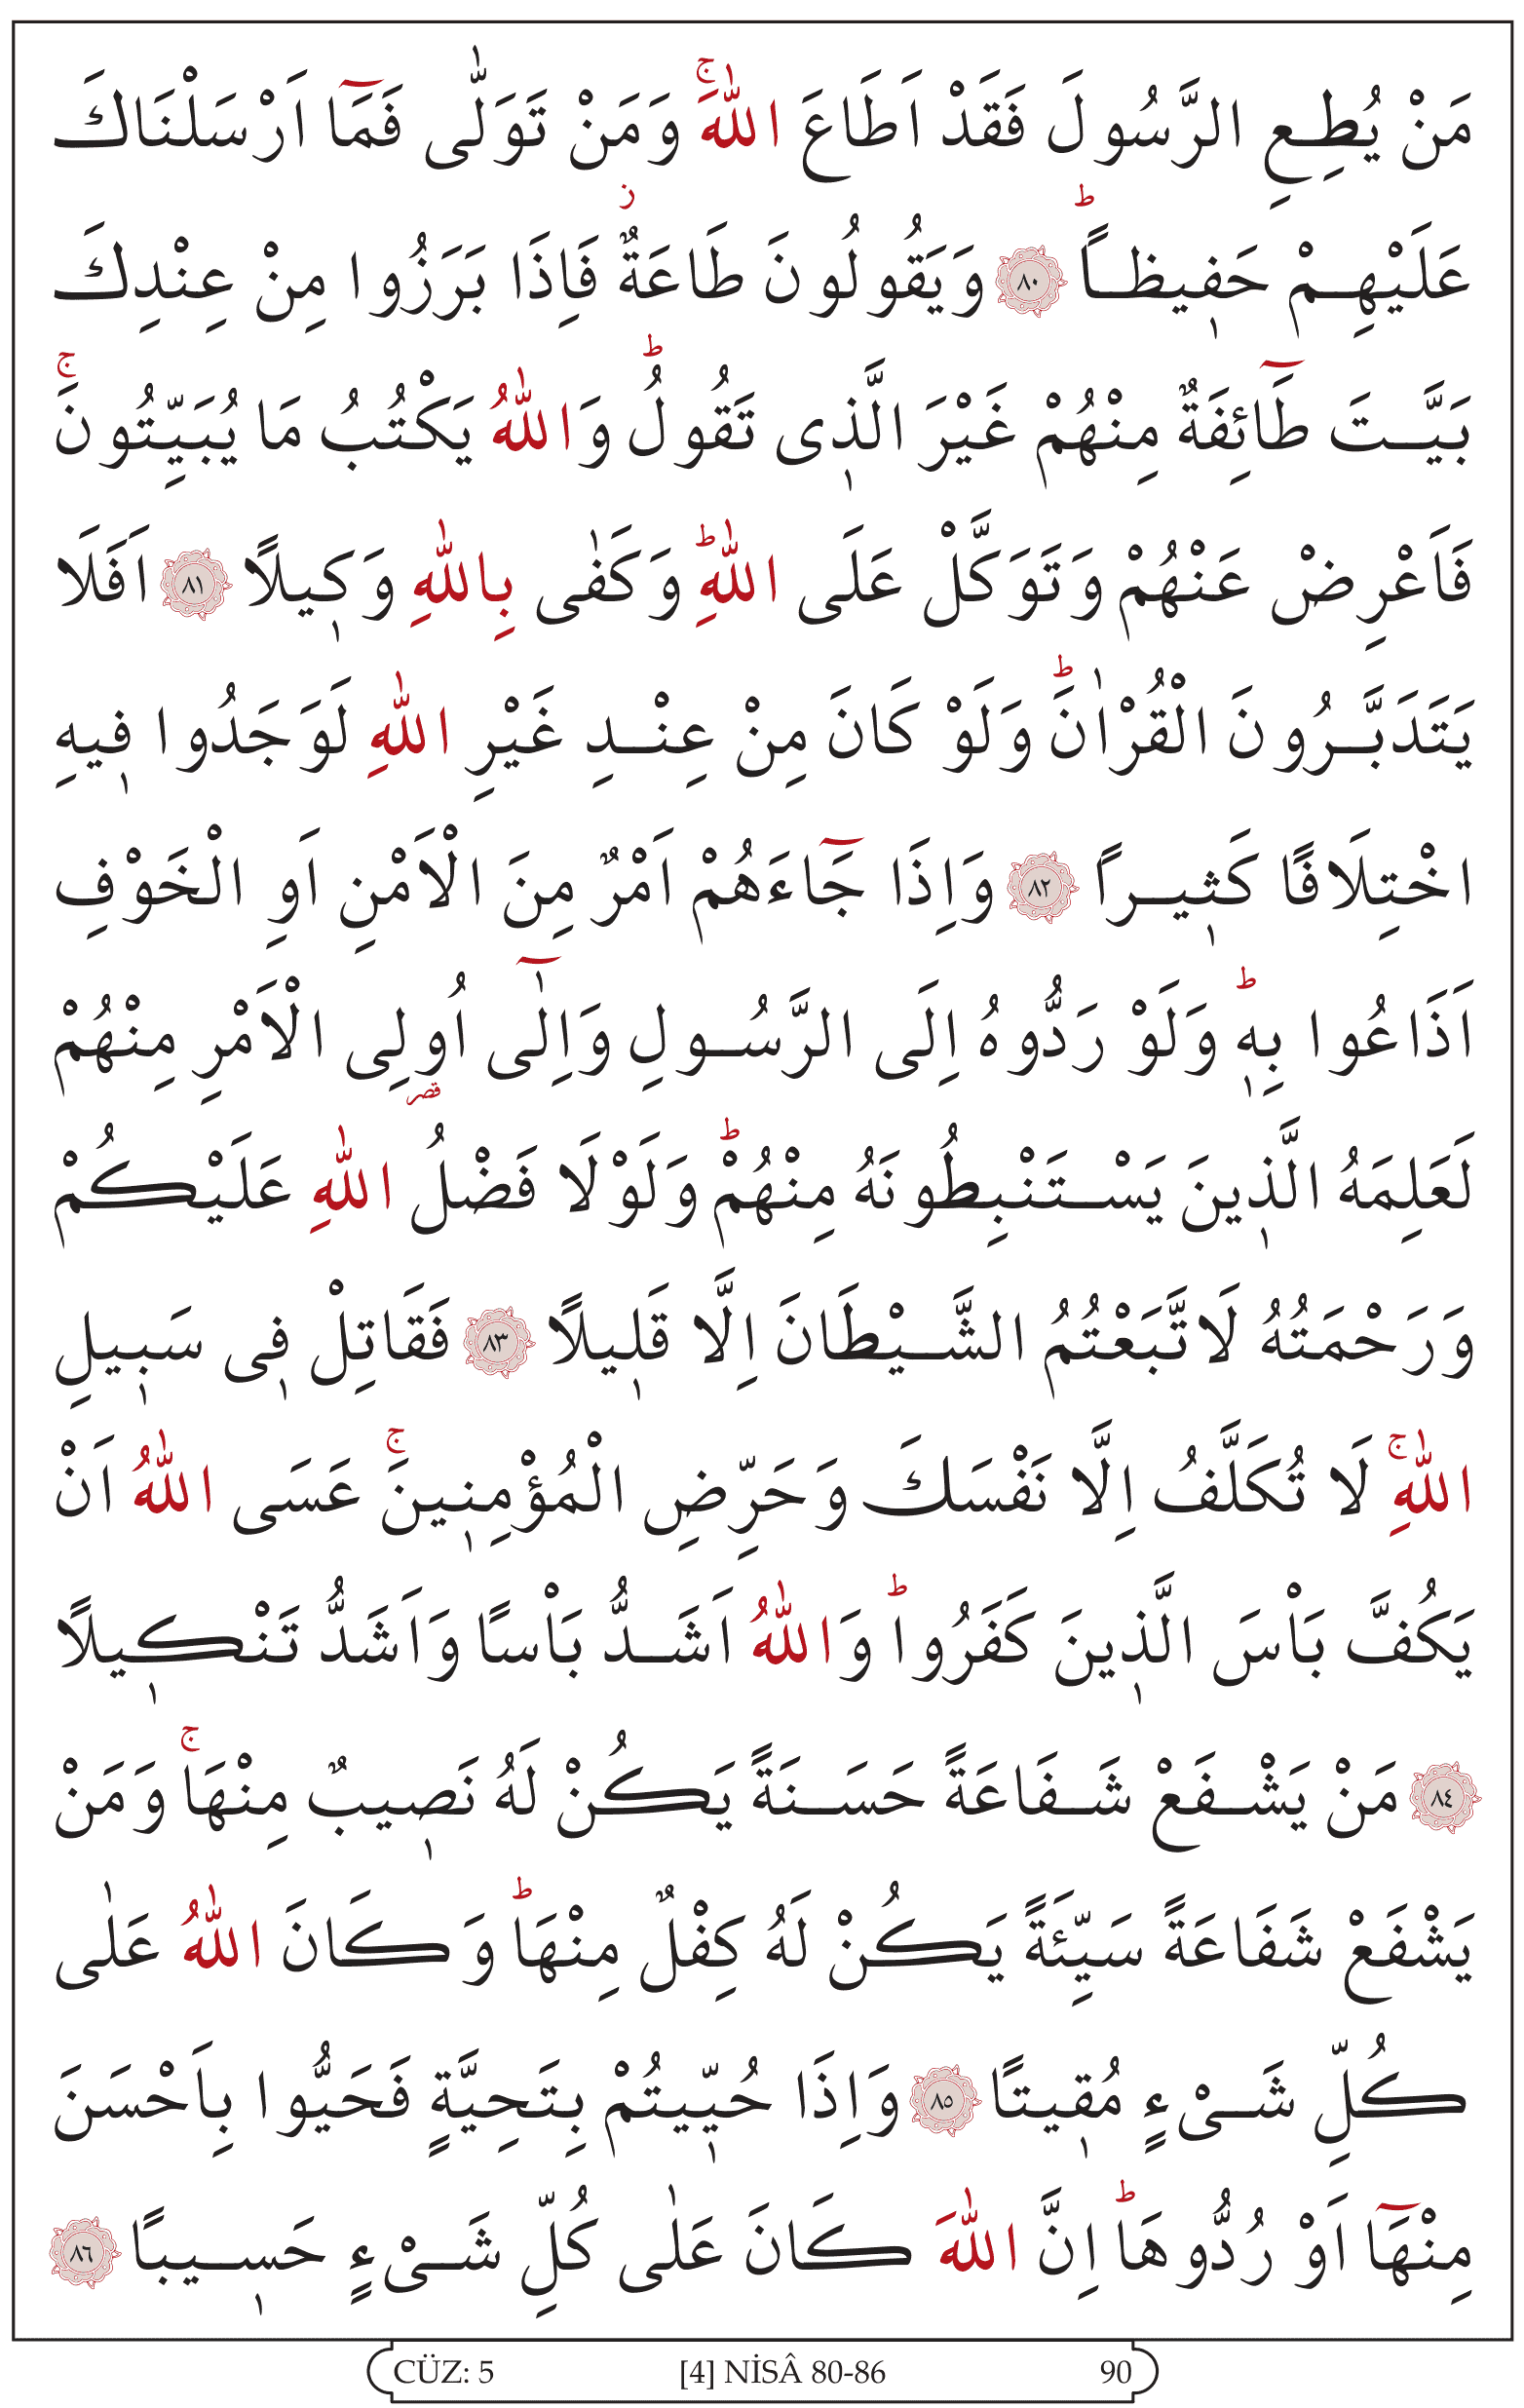 مَنْ يُطِعِ الرَّسُولَ فَقَدْ اَطَاعَ اللّٰهَۚ وَمَنْ تَوَلّٰى فَمَٓا اَرْسَلْنَاكَ
عَلَيْهِمْ حَف۪يظاًۜ ﴿٨٠﴾ وَيَقُولُونَ طَاعَةٌۘ فَاِذَا بَرَزُوا مِنْ عِنْدِكَ
بَيَّتَ طَٓائِفَةٌ مِنْهُمْ غَيْرَ الَّذ۪ى تَقُولُۜ وَاللّٰهُ يَكْتُبُ مَا يُبَيِّتُونَۚ
فَاَعْرِضْ عَنْهُمْ وَتَوَكَّلْ عَلَى اللّٰهِۜ وَكَفٰى بِاللّٰهِ وَك۪يلًا ﴿٨١﴾ اَفَلَا
يَتَدَبَّرُونَ الْقُرْاٰنَۜ وَلَوْ كَانَ مِنْ عِنْدِ غَيْرِ اللّٰهِ لَوَجَدُوا ف۪يهِ
اخْتِلَافًا كَث۪يراً ﴿٨٢﴾ وَاِذَا جَٓاءَهُمْ اَمْرٌ مِنَ الْاَمْنِ اَوِ الْخَوْفِ
اَذَاعُوا بِه۪ۜ وَلَوْ رَدُّوهُ اِلَى الرَّسُولِ وَاِلٰٓى اُولِى الْاَمْرِ مِنْهُمْ
لَعَلِمَهُ الَّذ۪ينَ يَسْتَنْبِطُونَهُ مِنْهُمْۜ وَلَوْلَا فَضْلُ اللّٰهِ عَلَيْكُمْ
وَرَحْمَتُهُ لَاتَّبَعْتُمُ الشَّيْطَانَ اِلَّا قَل۪يلًا ﴿٨٣﴾ فَقَاتِلْ ف۪ى سَب۪يلِ
اللّٰهِۚ لَا تُكَلَّفُ اِلَّا نَفْسَكَ وَحَرِّضِ الْمُؤْمِن۪ينَۚ عَسَى اللّٰهُ اَنْ
يَكُفَّ بَاْسَ الَّذ۪ينَ كَفَرُواۜ وَاللّٰهُ اَشَدُّ بَاْسًا وَاَشَدُّ تَنْك۪يلًا
﴿٨٤﴾ مَنْ يَشْفَعْ شَفَاعَةً حَسَنَةً يَكُنْ لَهُ نَص۪يبٌ مِنْهَاۚ وَمَنْ
يَشْفَعْ شَفَاعَةً سَيِّئَةً يَكُنْ لَهُ كِفْلٌ مِنْهَاۜ وَكَانَ اللّٰهُ عَلٰى
كُلِّ شَىْءٍ مُق۪يتًا ﴿٨٥﴾ وَاِذَا حُيّ۪يتُمْ بِتَحِيَّةٍ فَحَيُّوا بِاَحْسَنَ
مِنْهَٓا اَوْ رُدُّوهَاۜ اِنَّ اللّٰهَ كَانَ عَلٰى كُلِّ شَىْءٍ حَس۪يبًا ﴿٨٦﴾
CÜZ: 5 [4] NİSÂ 80-86 90